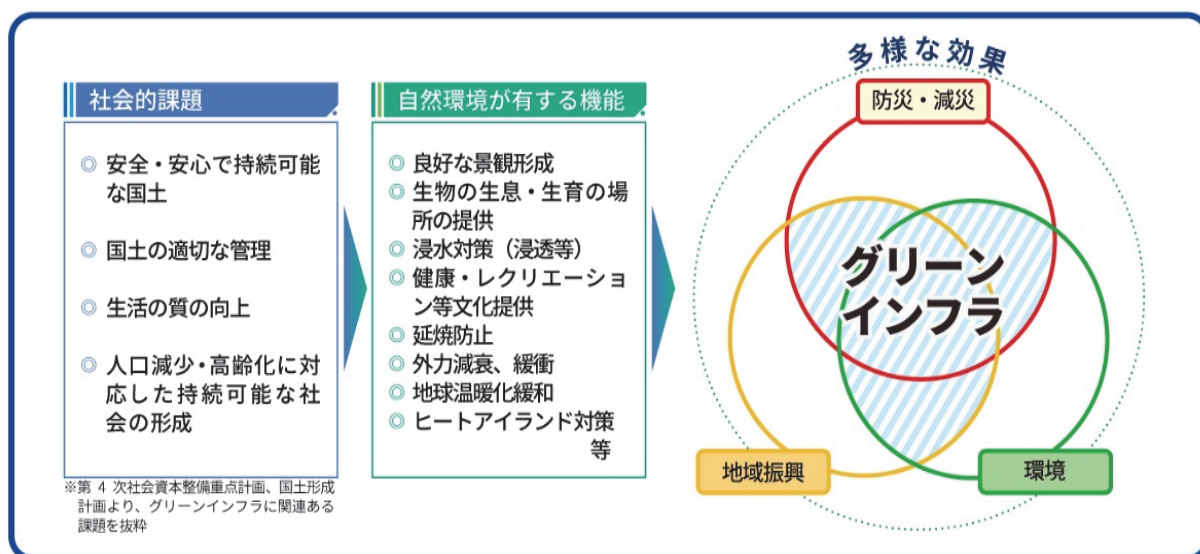 社会的課題
◎ 安全・安心で持続可能
な国土
◎ 国土の適切な管理
◎ 生活の質の向上
◎ 人口減少・高齢化に対
応した持続可能な社
会の形成
※第 4 次社会資本整備重点計画、国土形成
計画より、グリーンインフラに関連ある
課題を抜粋
自然環境が有する機能
◎ 良好な景観形成
◎ 生物の生息・生育の場
所の提供
◎ 浸水対策（浸透等）
◎ 健康・レクリエーショ
ン等文化提供
◎ 延焼防止
◎ 外力減衰、緩衝
◎ 地球温暖化緩和
◎ ヒートアイランド対策
等
多様な効果
防災・減災
グリーン
インフラ
地域振興
環境